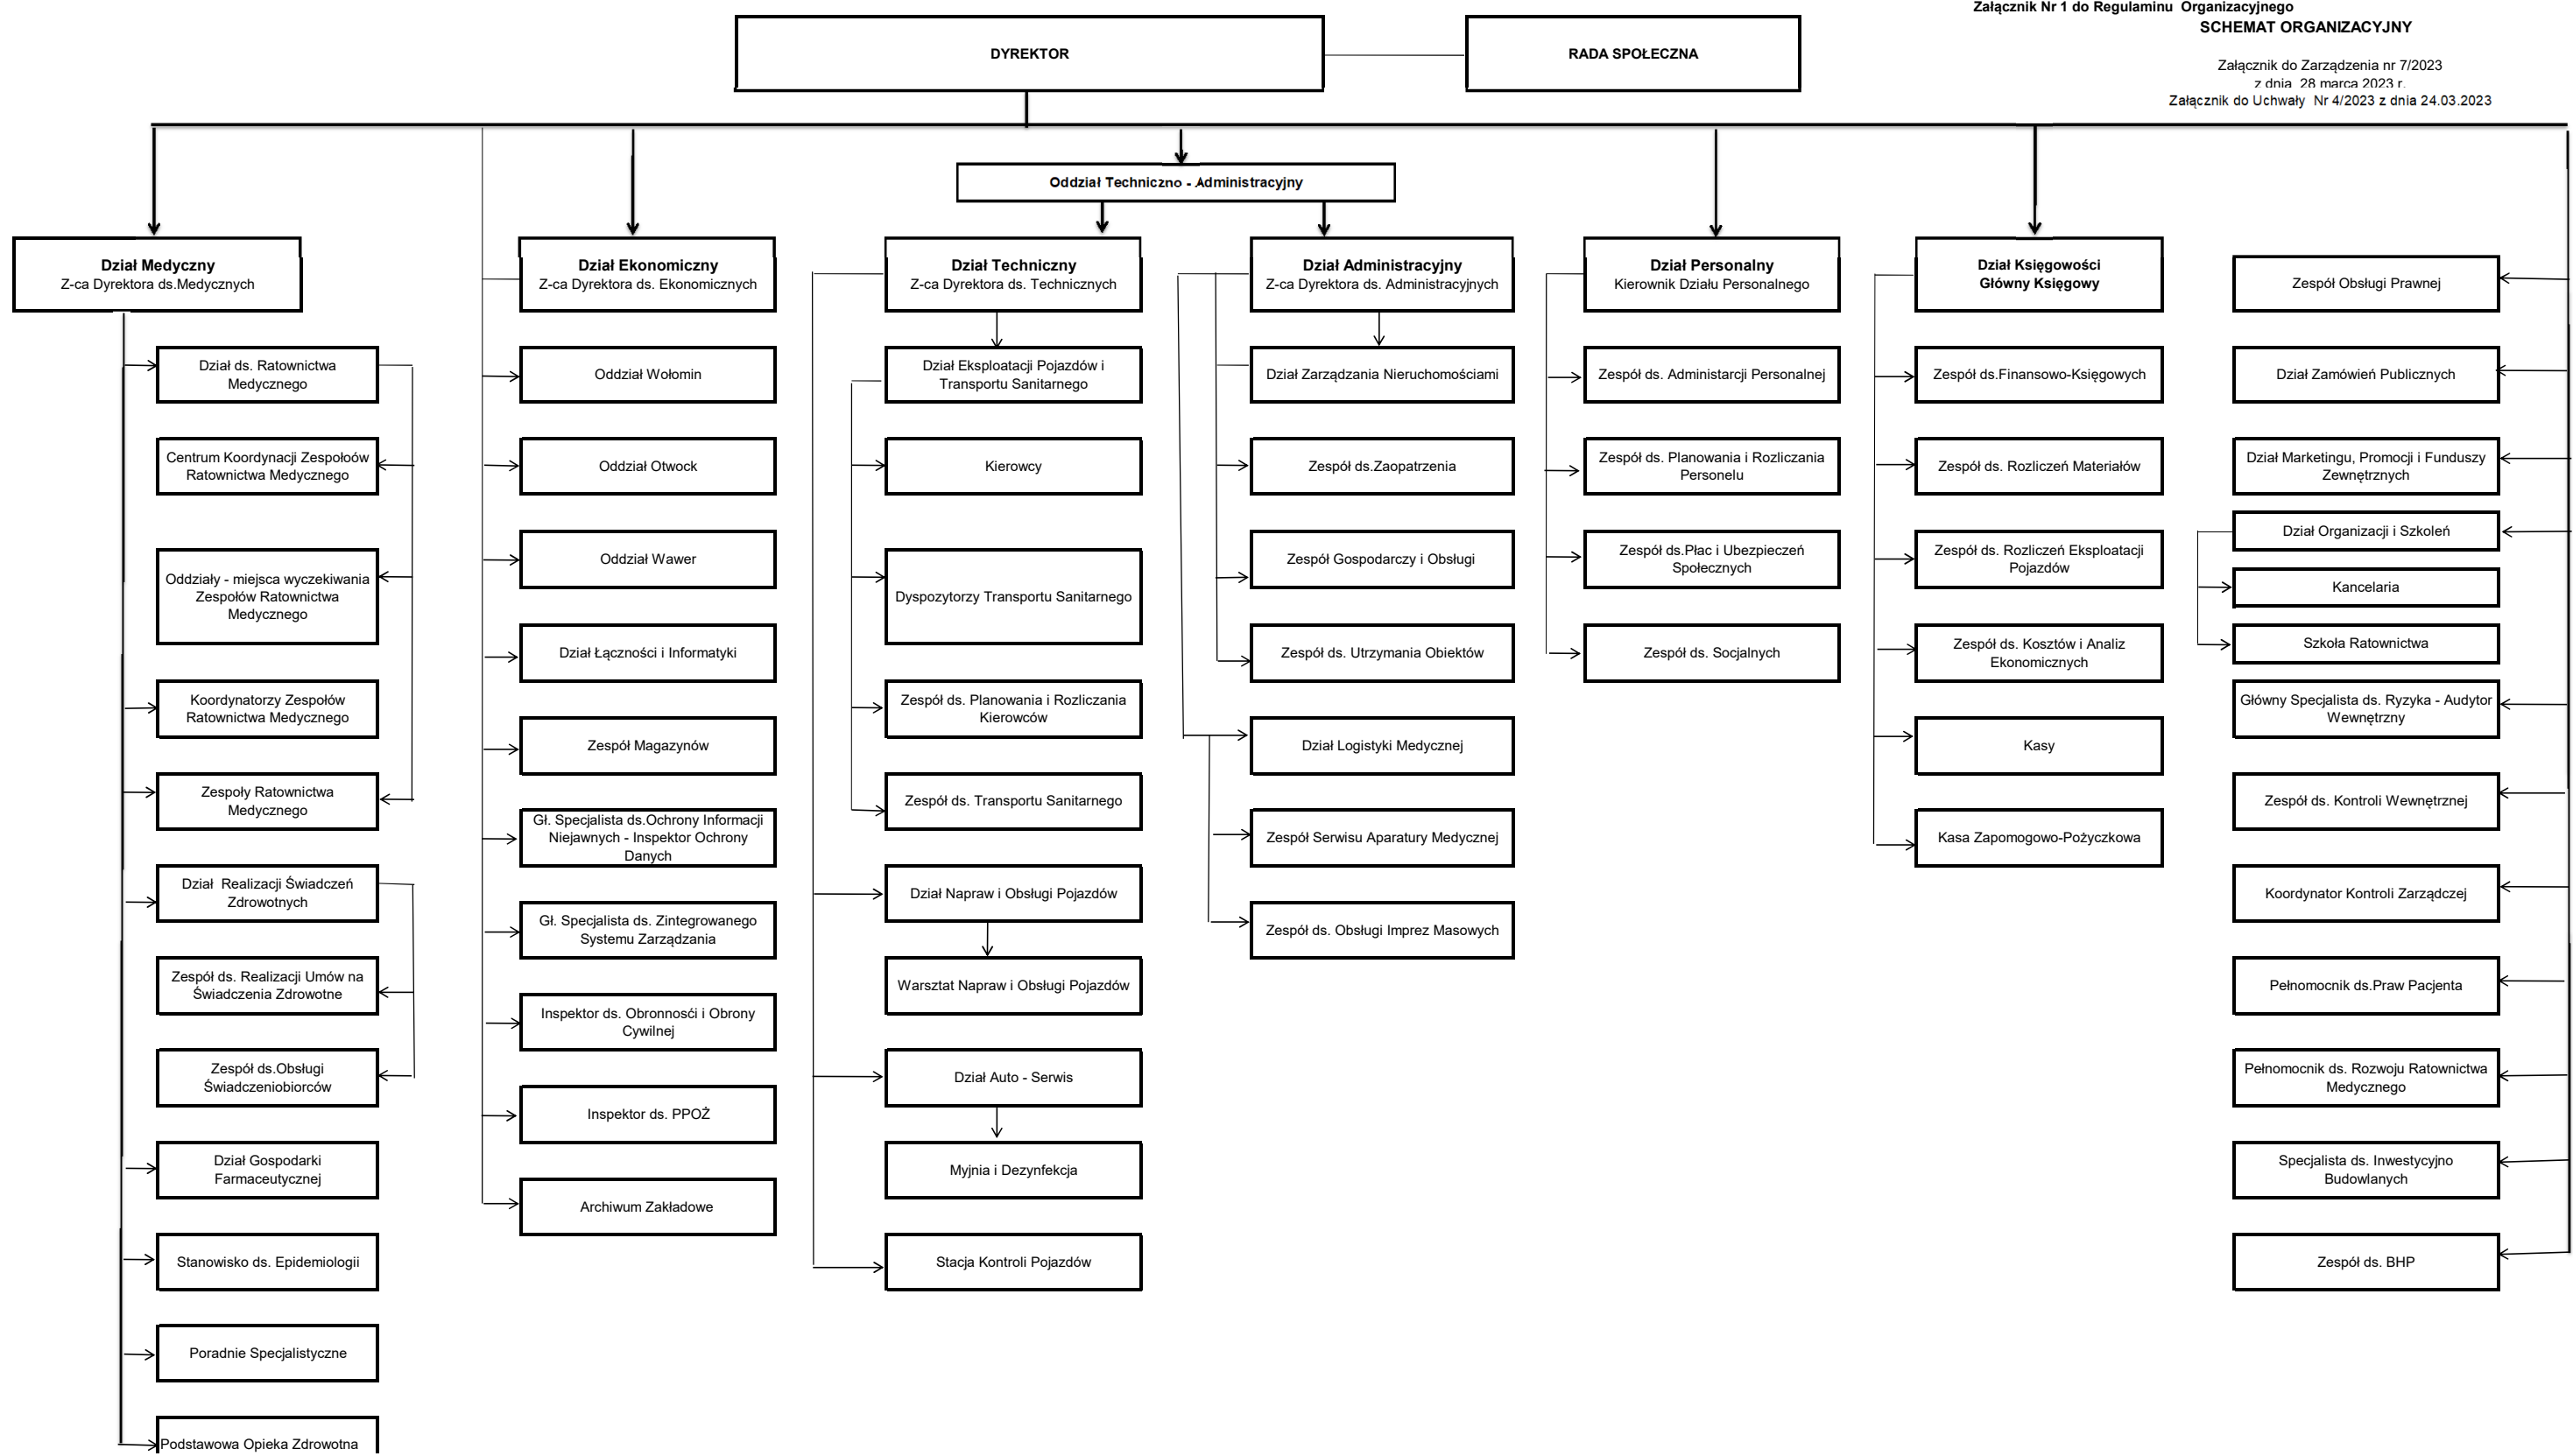 Załącznik Nr 1 do Regulaminu Organizacyjnego
SCHEMAT ORGANIZACYJNY
Załącznik do Zarządzenia nr 7/2023
z dnia 28 marca 2023 r.
Załącznik do Uchwały Nr 4/2023 z dnia 24.03.2023
DYREKTOR
RADA SPOŁECZNA
Oddział Techniczno - Administracyjny
Dział Medyczny
Z-ca Dyrektora ds.Medycznych
Dział ds. Ratownictwa
Medycznego
Centrum Koordynacji Zespołoów
Ratownictwa Medycznego
Oddziały - miejsca wyczekiwania
Zespołów Ratownictwa
Medycznego
Koordynatorzy Zespołów
Ratownictwa Medycznego
Zespoły Ratownictwa
Medycznego
Dział Realizacji Świadczeń
Zdrowotnych
Zespół ds. Realizacji Umów na
Świadczenia Zdrowotne
Zespół ds.Obsługi
Świadczeniobiorców
Dział Gospodarki
Farmaceutycznej
Stanowisko ds. Epidemiologii
Poradnie Specjalistyczne
Podstawowa Opieka Zdrowotna
Dział Ekonomiczny
Z-ca Dyrektora ds. Ekonomicznych
Oddział Wołomin
Oddział Otwock
Oddział Wawer
Dział Łączności i Informatyki
Zespół Magazynów
Gł. Specjalista ds.Ochrony Informacji
Niejawnych - Inspektor Ochrony
Danych
Gł. Specjalista ds. Zintegrowanego
Systemu Zarządzania
Inspektor ds. Obronnośći i Obrony
Cywilnej
Inspektor ds. PPOŻ
Archiwum Zakładowe
Dział Techniczny
Z-ca Dyrektora ds. Technicznych
Dział Eksploatacji Pojazdów i
Transportu Sanitarnego
Kierowcy
Dyspozytorzy Transportu Sanitarnego
Zespół ds. Planowania i Rozliczania
Kierowców
Zespół ds. Transportu Sanitarnego
Dział Napraw i Obsługi Pojazdów
Warsztat Napraw i Obsługi Pojazdów
Dział Auto - Serwis
Myjnia i Dezynfekcja
Stacja Kontroli Pojazdów
Dział Administracyjny
Z-ca Dyrektora ds. Administracyjnych
Dział Zarządzania Nieruchomościami
Zespół ds.Zaopatrzenia
Zespół Gospodarczy i Obsługi
Zespół ds. Utrzymania Obiektów
Dział Logistyki Medycznej
Zespół Serwisu Aparatury Medycznej
Zespół ds. Obsługi Imprez Masowych
Dział Personalny
Kierownik Działu Personalnego
Zespół ds. Administarcji Personalnej
Zespół ds. Planowania i Rozliczania
Personelu
Zespół ds.Płac i Ubezpieczeń
Społecznych
Zespół ds. Socjalnych
Dział Księgowości
Główny Księgowy
Zespół ds.Finansowo-Księgowych
Zespół ds. Rozliczeń Materiałów
Zespół ds. Rozliczeń Eksploatacji
Pojazdów
Zespół ds. Kosztów i Analiz
Ekonomicznych
Kasy
Kasa Zapomogowo-Pożyczkowa
Zespół Obsługi Prawnej
Dział Zamówień Publicznych
Dział Marketingu, Promocji i Funduszy
Zewnętrznych
Dział Organizacji i Szkoleń
Kancelaria
Szkoła Ratownictwa
Główny Specjalista ds. Ryzyka - Audytor
Wewnętrzny
Zespół ds. Kontroli Wewnętrznej
Koordynator Kontroli Zarządczej
Pełnomocnik ds.Praw Pacjenta
Pełnomocnik ds. Rozwoju Ratownictwa
Medycznego
Specjalista ds. Inwestycyjno
Budowlanych
Zespół ds. BHP